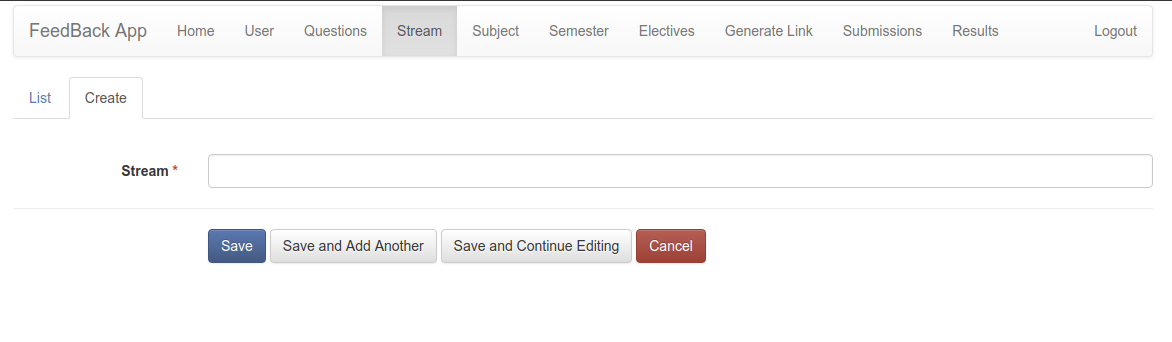 FeedBack App Home User Questions Stream Subject Semester Electives Generate Link Submissions Results Logout
List Create
Stream *
Save Save and Add Another Save and Continue Editing Cancel